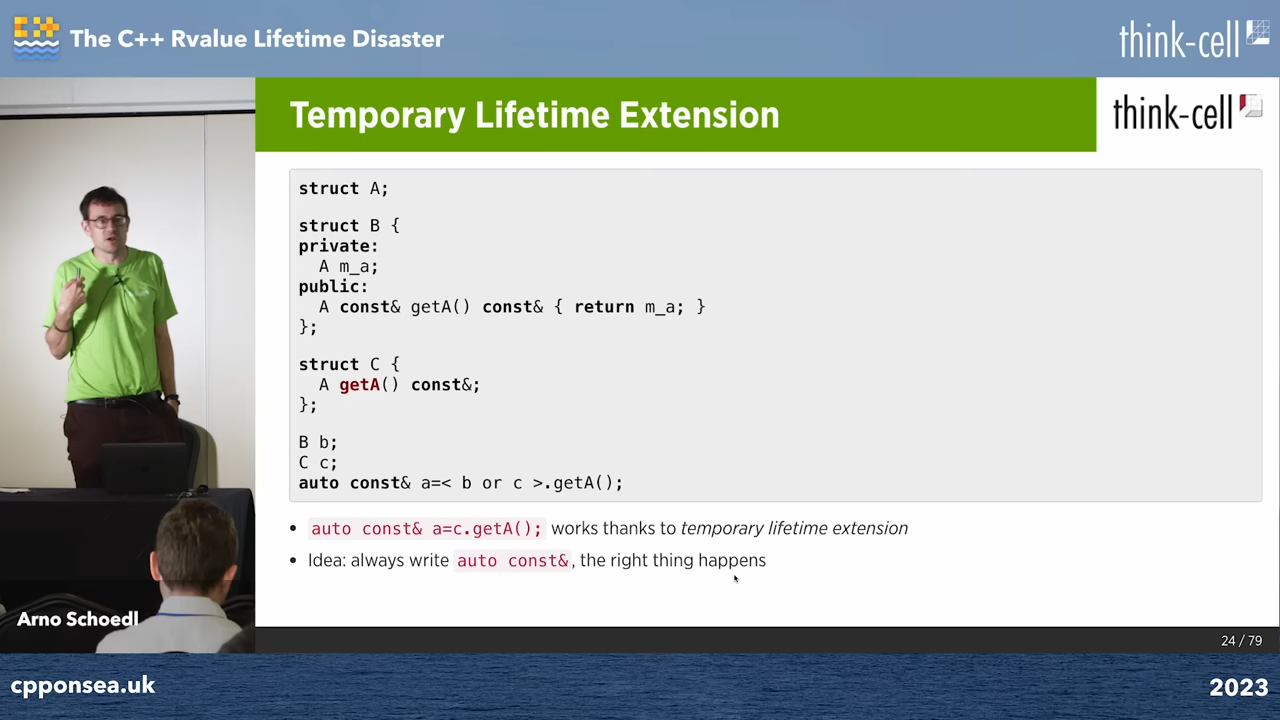 The C++ Rvalue Lifetime Disaster
think-cell
Temporary Lifetime Extension
think-cell
struct A;
struct B {
private:
  A m_a;
public:
  A const& getA() const& { return m_a; }
};
struct C {
  A getA() const&;
};
B b;
C c;
auto const& a=< b or c >.getA();
• auto const& a=c.getA(); works thanks to temporary lifetime extension
• Idea: always write auto const&, the right thing happens
Arno Schoedl
24 / 79
cpponsea.uk
2023